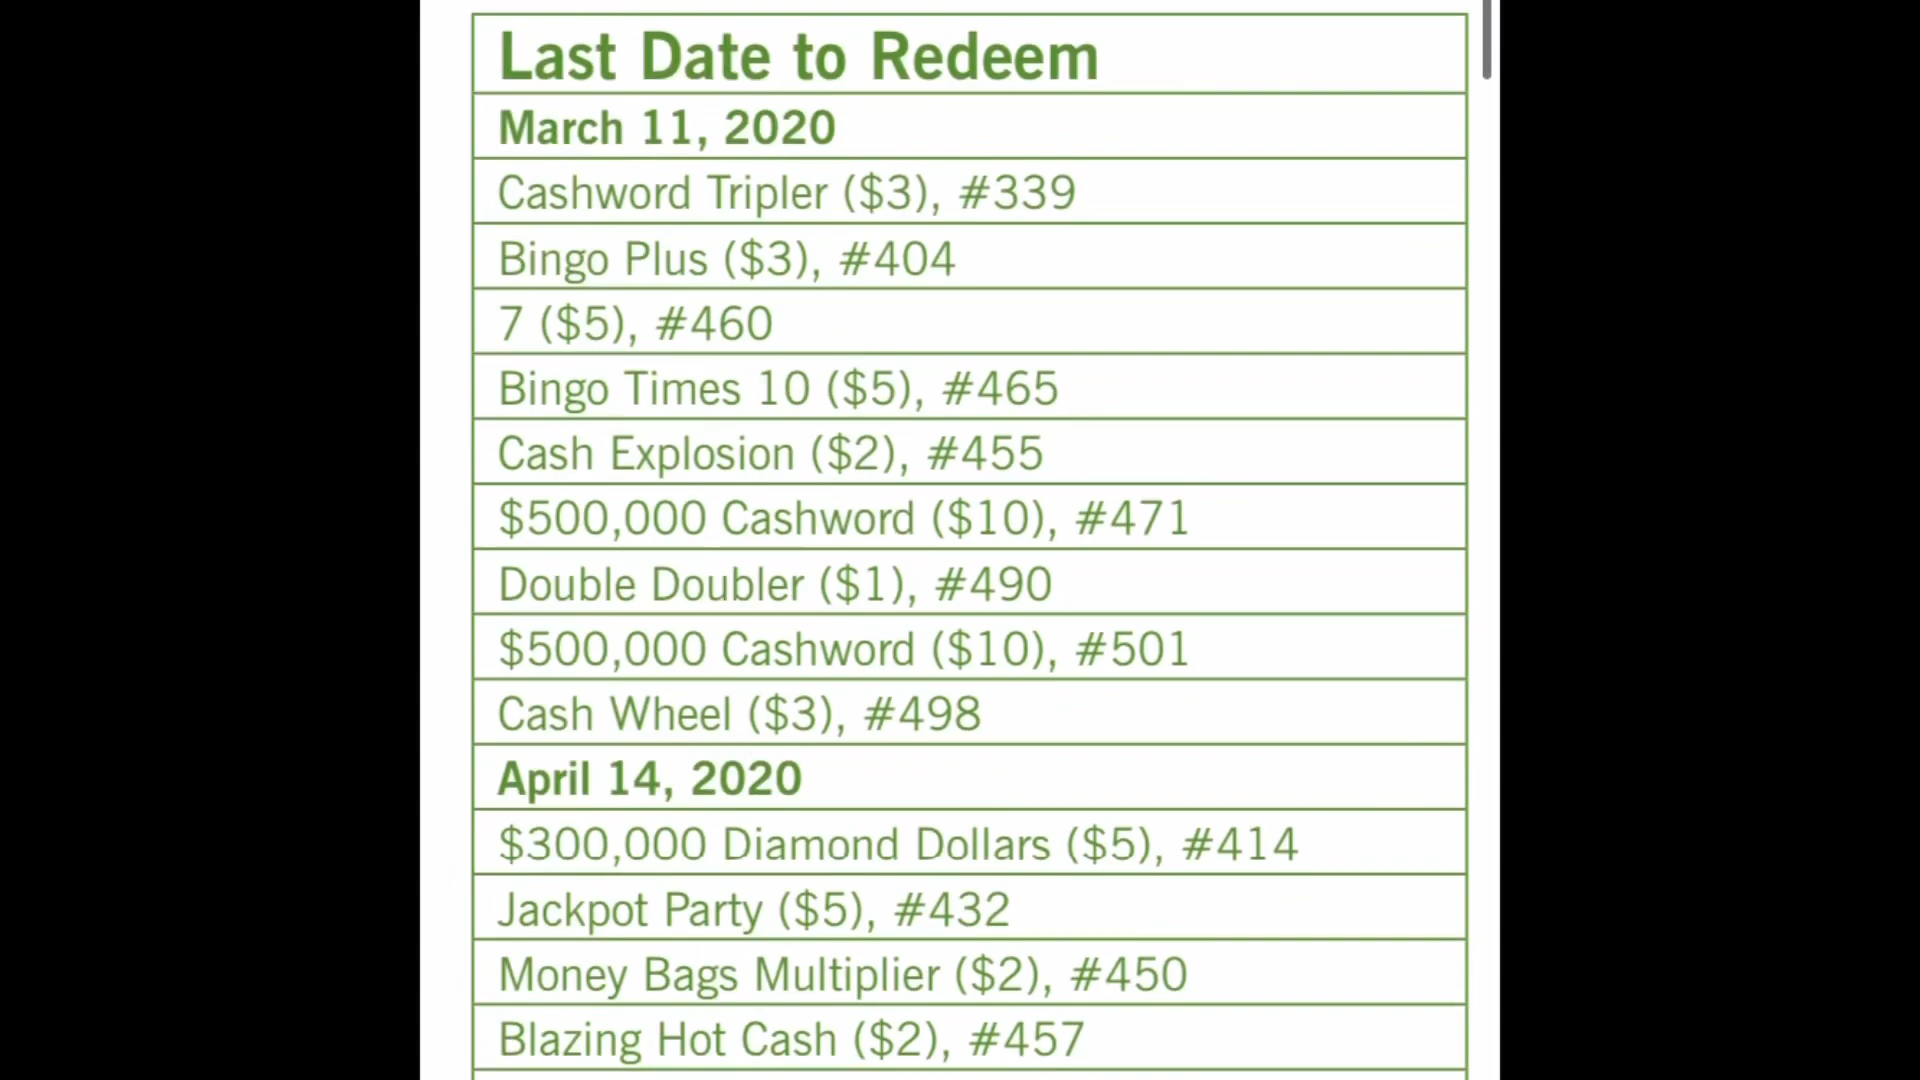 Last Date to Redeem
March 11, 2020
Cashword Tripler ($3), #339
Bingo Plus ($3), #404
7 ($5), #460
Bingo Times 10 ($5), #465
Cash Explosion ($2), #455
$500,000 Cashword ($10), #471
Double Doubler ($1), #490
$500,000 Cashword ($10), #501
Cash Wheel ($3), #498
April 14, 2020
$300,000 Diamond Dollars ($5), #414
Jackpot Party ($5), #432
Money Bags Multiplier ($2), #450
Blazing Hot Cash ($2), #457